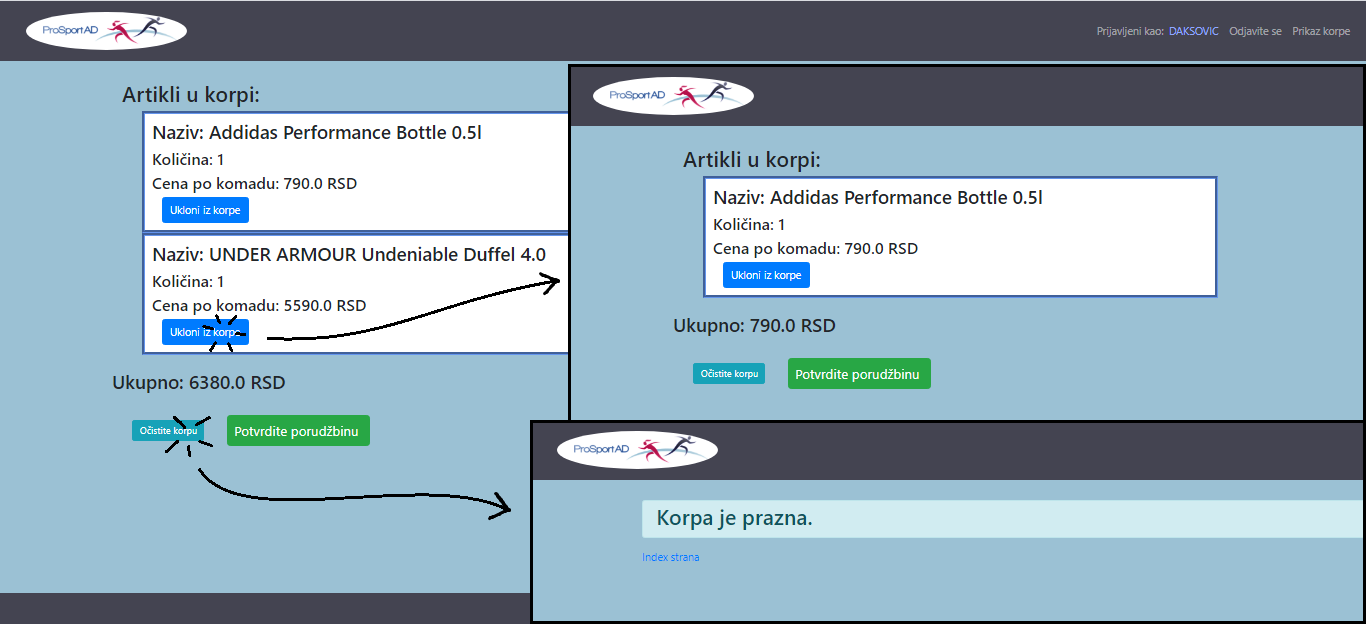 ProSportAD
Prijavljeni kao: DAKSOVIC Odjavite se Prikaz korpe
Artikli u korpi:
Naziv: Addidas Performance Bottle 0.5l
Količina: 1
Cena po komadu: 790.0 RSD
Ukloni iz korpe
Naziv: UNDER ARMOUR Undeniable Duffel 4.0
Količina: 1
Cena po komadu: 5590.0 RSD
Ukloni iz korpe
Ukupno: 6380.0 RSD
Očistite korpu Potvrdite porudžbinu
ProSportAD
Artikli u korpi:
Naziv: Addidas Performance Bottle 0.5l
Količina: 1
Cena po komadu: 790.0 RSD
Ukloni iz korpe
Ukupno: 790.0 RSD
Očistite korpu Potvrdite porudžbinu
ProSportAD
Korpa je prazna.
Index strana